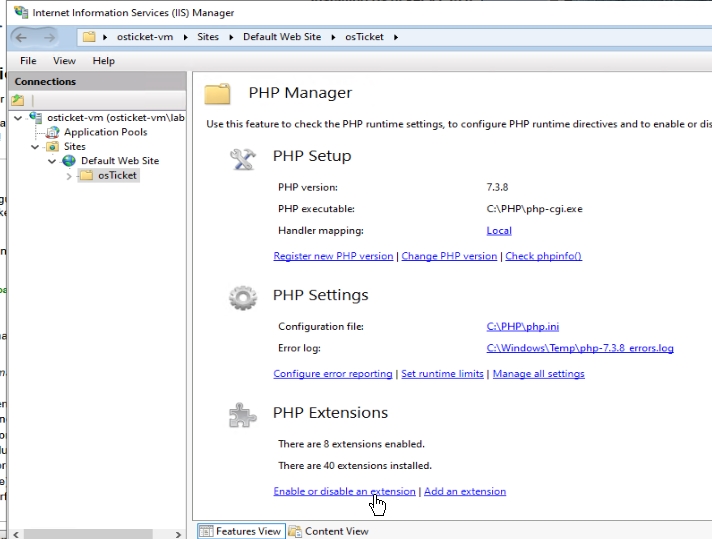 Internet Information Services (IIS) Manager
osticket-vm ▸ Sites ▸ Default Web Site ▸ osTicket ▸
File View Help
Connections
osticket-vm (osticket-vm\lab
Application Pools
Sites
Default Web Site
osTicket
PHP Manager
Use this feature to check the PHP runtime settings, to configure PHP runtime directives and to enable or dis
PHP Setup
PHP version: 7.3.8
PHP executable: C:\PHP\php-cgi.exe
Handler mapping: Local
Register new PHP version | Change PHP version | Check phpinfo()
PHP Settings
Configuration file: C:\PHP\php.ini
Error log: C:\Windows\Temp\php-7.3.8_errors.log
Configure error reporting | Set runtime limits | Manage all settings
PHP Extensions
There are 8 extensions enabled.
There are 40 extensions installed.
Enable or disable an extension | Add an extension
Features View Content View